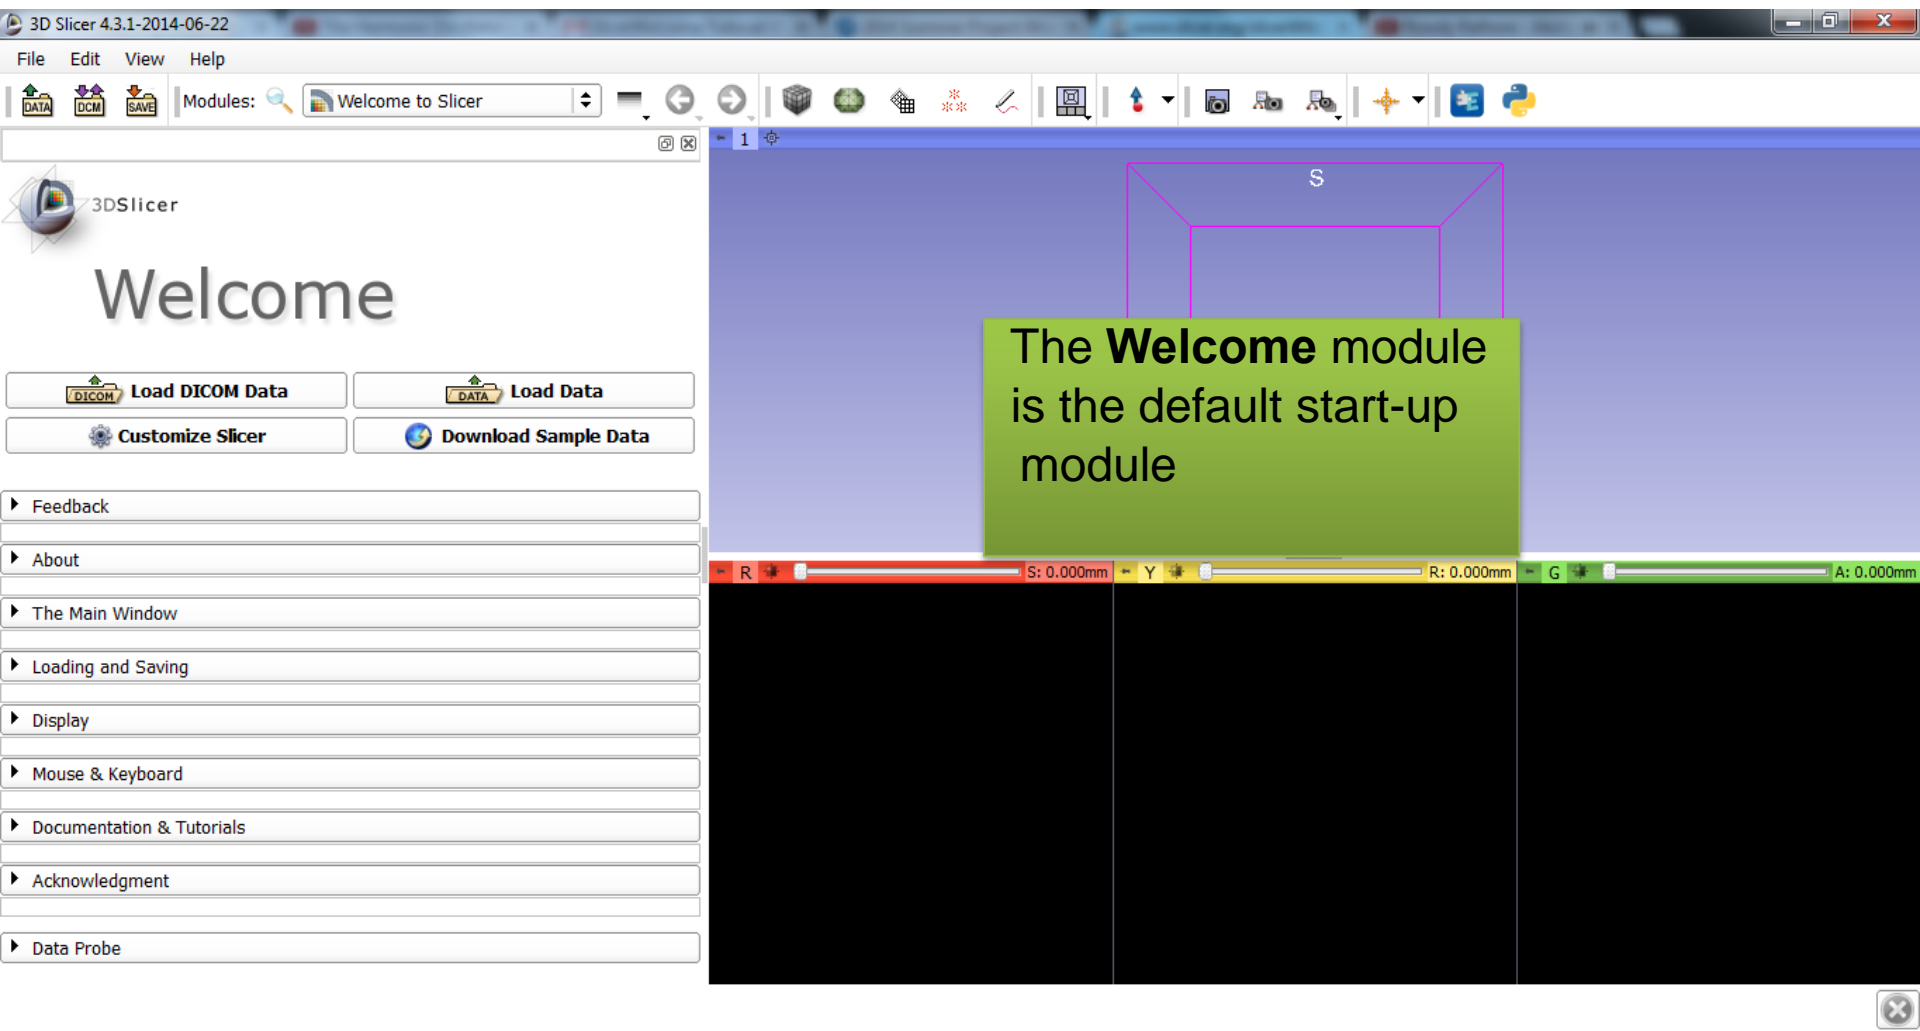 3D Slicer 4.3.1-2014-06-22
File Edit View Help
DATA DCM SAVE Modules: Welcome to Slicer
1
S
3DSlicer
Welcome
DICOM Load DICOM Data DATA Load Data
Customize Slicer Download Sample Data
The Welcome module
is the default start-up
module
Feedback
About
The Main Window
Loading and Saving
Display
Mouse & Keyboard
Documentation & Tutorials
Acknowledgment
Data Probe
R S: 0.000mm Y R: 0.000mm G A: 0.000mm